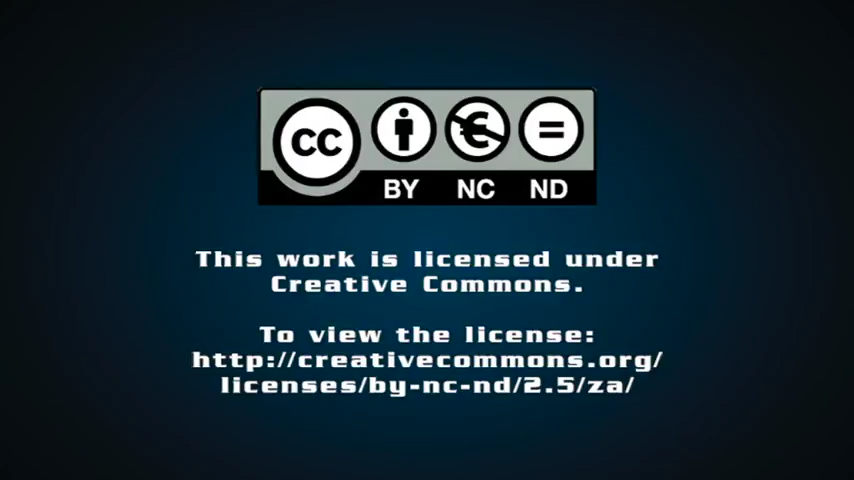 CC
BY NC ND
This work is licensed under
Creative Commons.
To view the license:
http://creativecommons.org/
licenses/by-nc-nd/2.5/za/